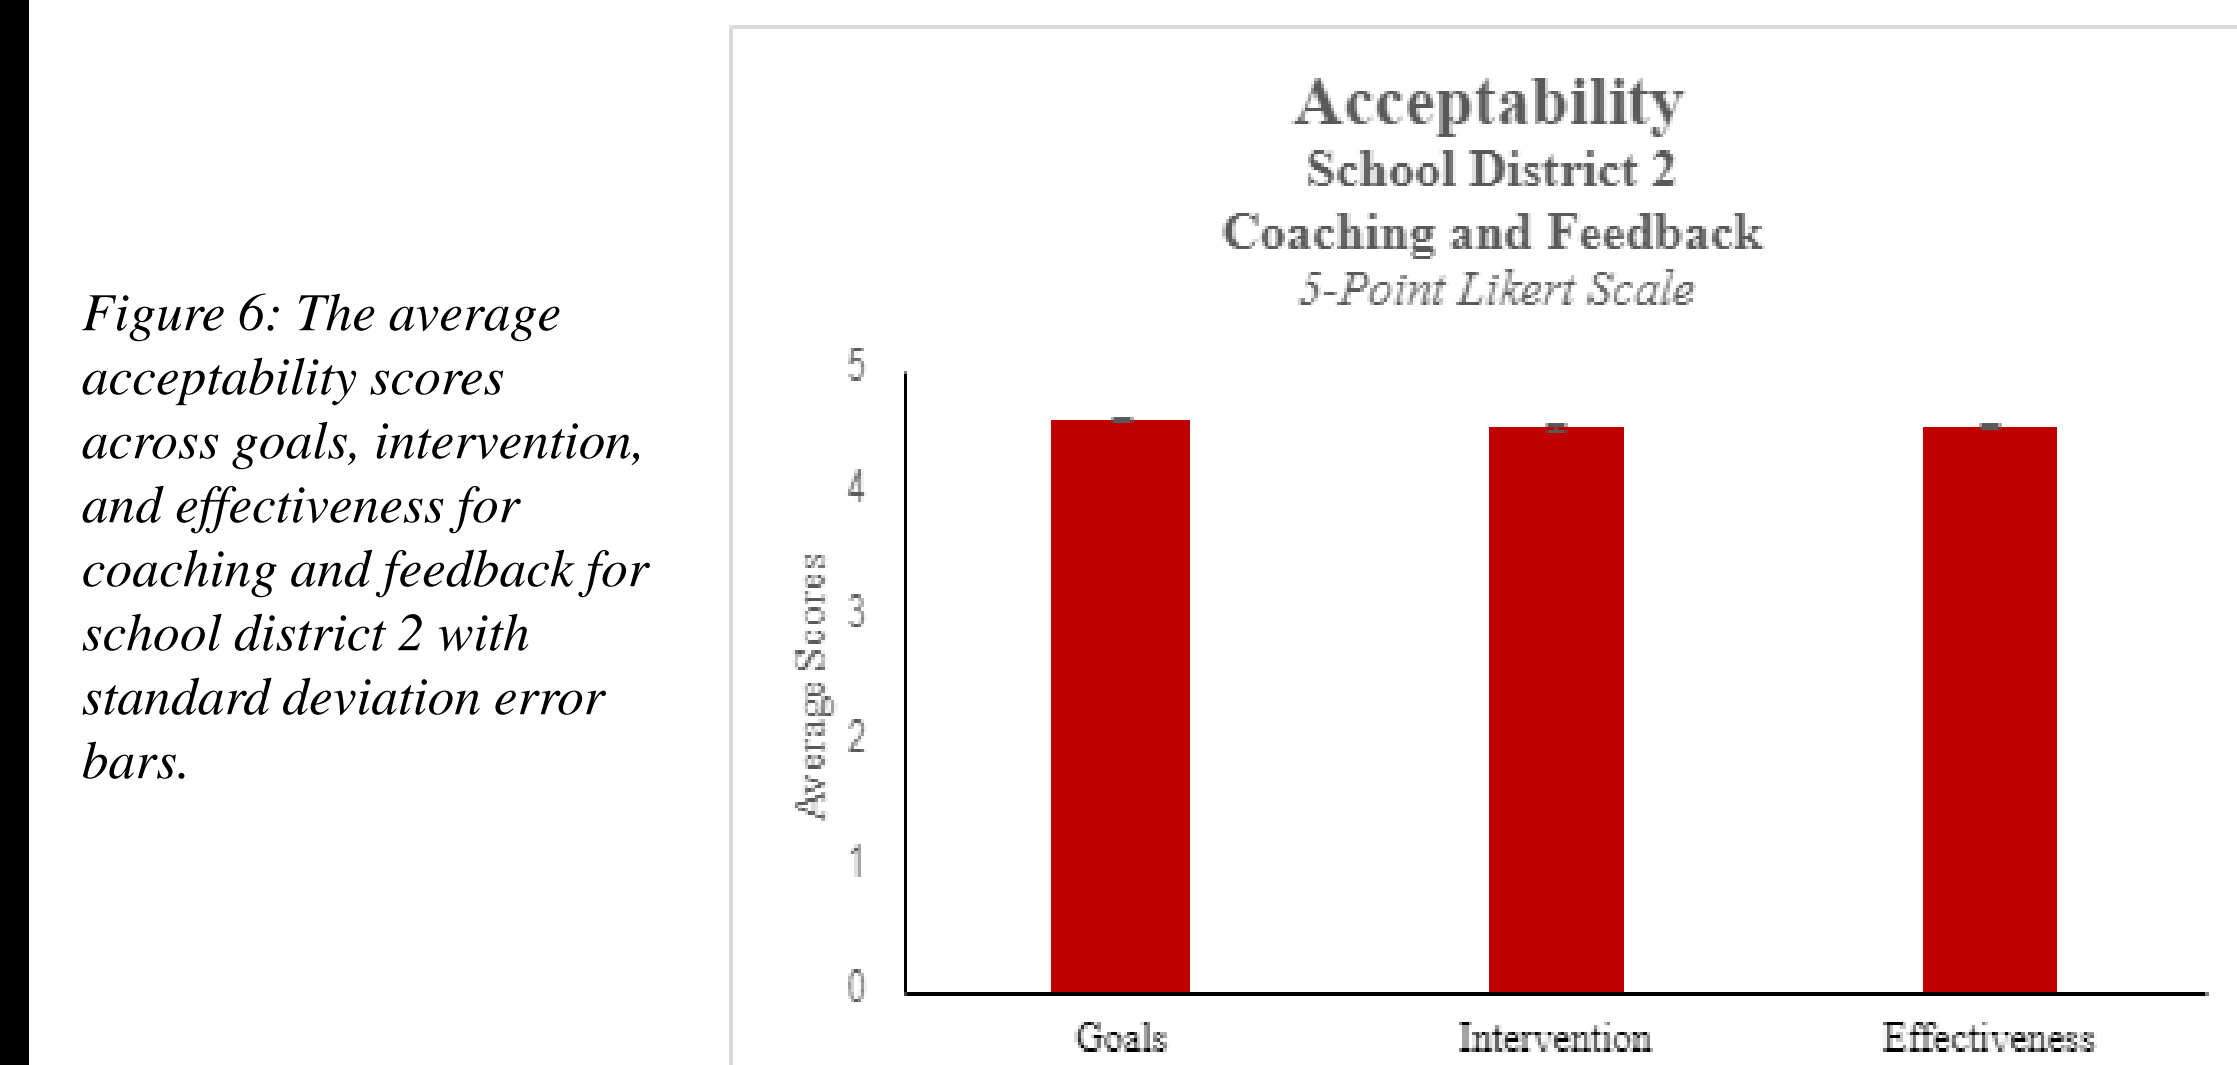 Figure 6: The average
acceptability scores
across goals, intervention,
and effectiveness for
coaching and feedback for
school district 2 with
standard deviation error
bars.
Acceptability
School District 2
Coaching and Feedback
5-Point Likert Scale
Average Scores
5
4
3
2
1
0
Goals
Intervention
Effectiveness